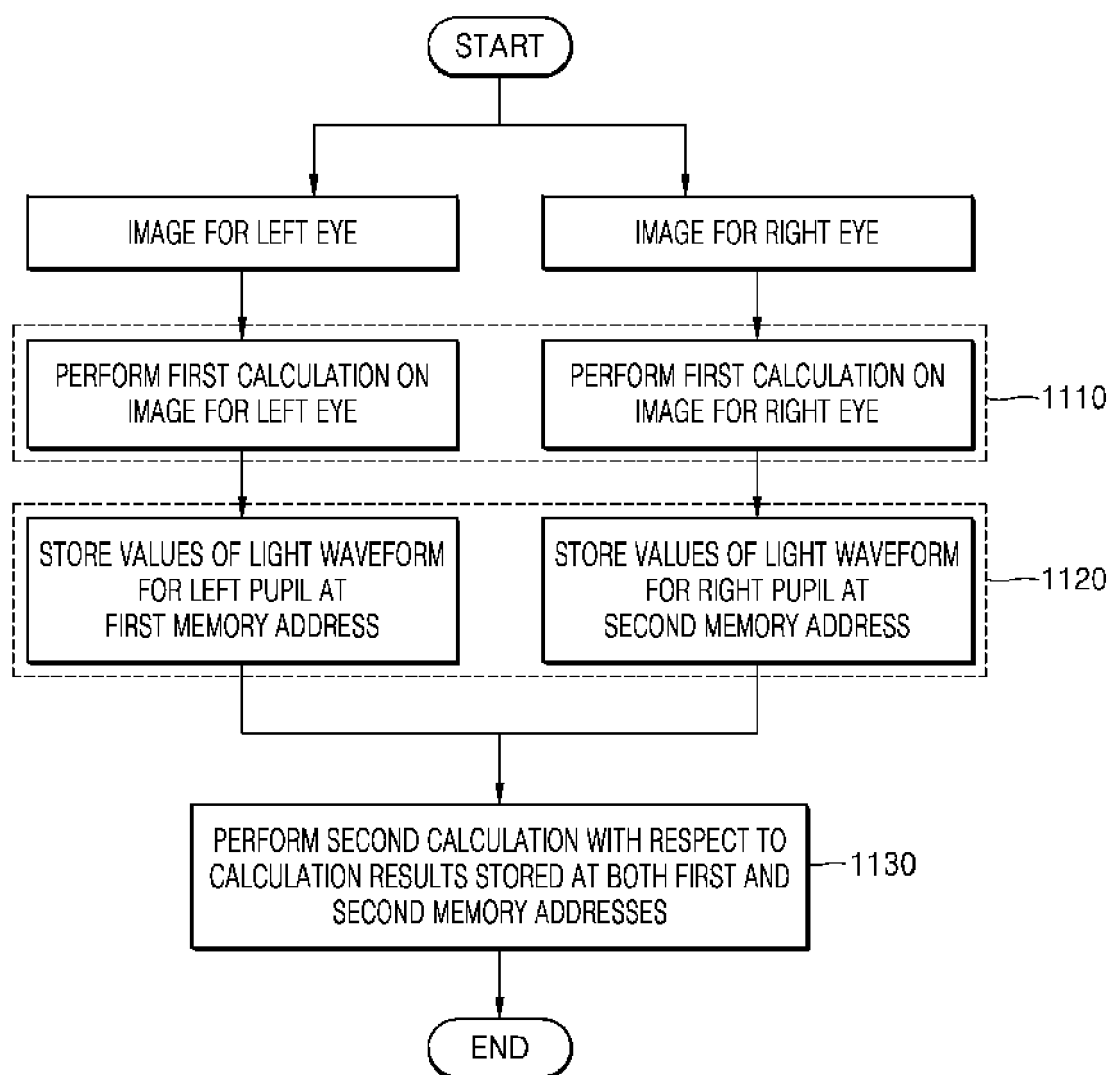 START
IMAGE FOR LEFT EYE
IMAGE FOR RIGHT EYE
PERFORM FIRST CALCULATION ON
IMAGE FOR LEFT EYE
PERFORM FIRST CALCULATION ON
IMAGE FOR RIGHT EYE
1110
STORE VALUES OF LIGHT WAVEFORM
FOR LEFT PUPIL AT
FIRST MEMORY ADDRESS
STORE VALUES OF LIGHT WAVEFORM
FOR RIGHT PUPIL AT
SECOND MEMORY ADDRESS
1120
PERFORM SECOND CALCULATION WITH RESPECT TO
CALCULATION RESULTS STORED AT BOTH FIRST AND
SECOND MEMORY ADDRESSES
1130
END